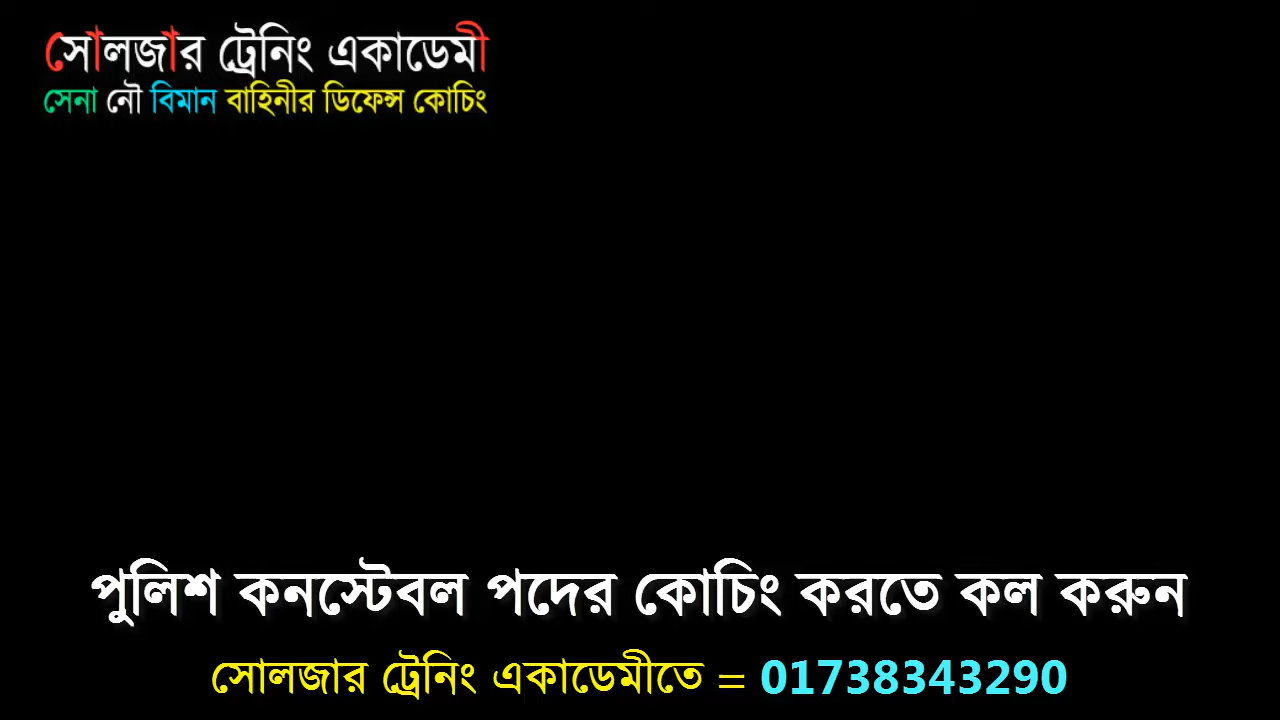 সোলজার ট্রেনিং একাডেমী
সেনা নৌ বিমান বাহিনীর ডিফেন্স কোচিং
পুলিশ কনস্টেবল পদের কোচিং করতে কল করুন
সোলজার ট্রেনিং একাডেমীতে = 01738343290